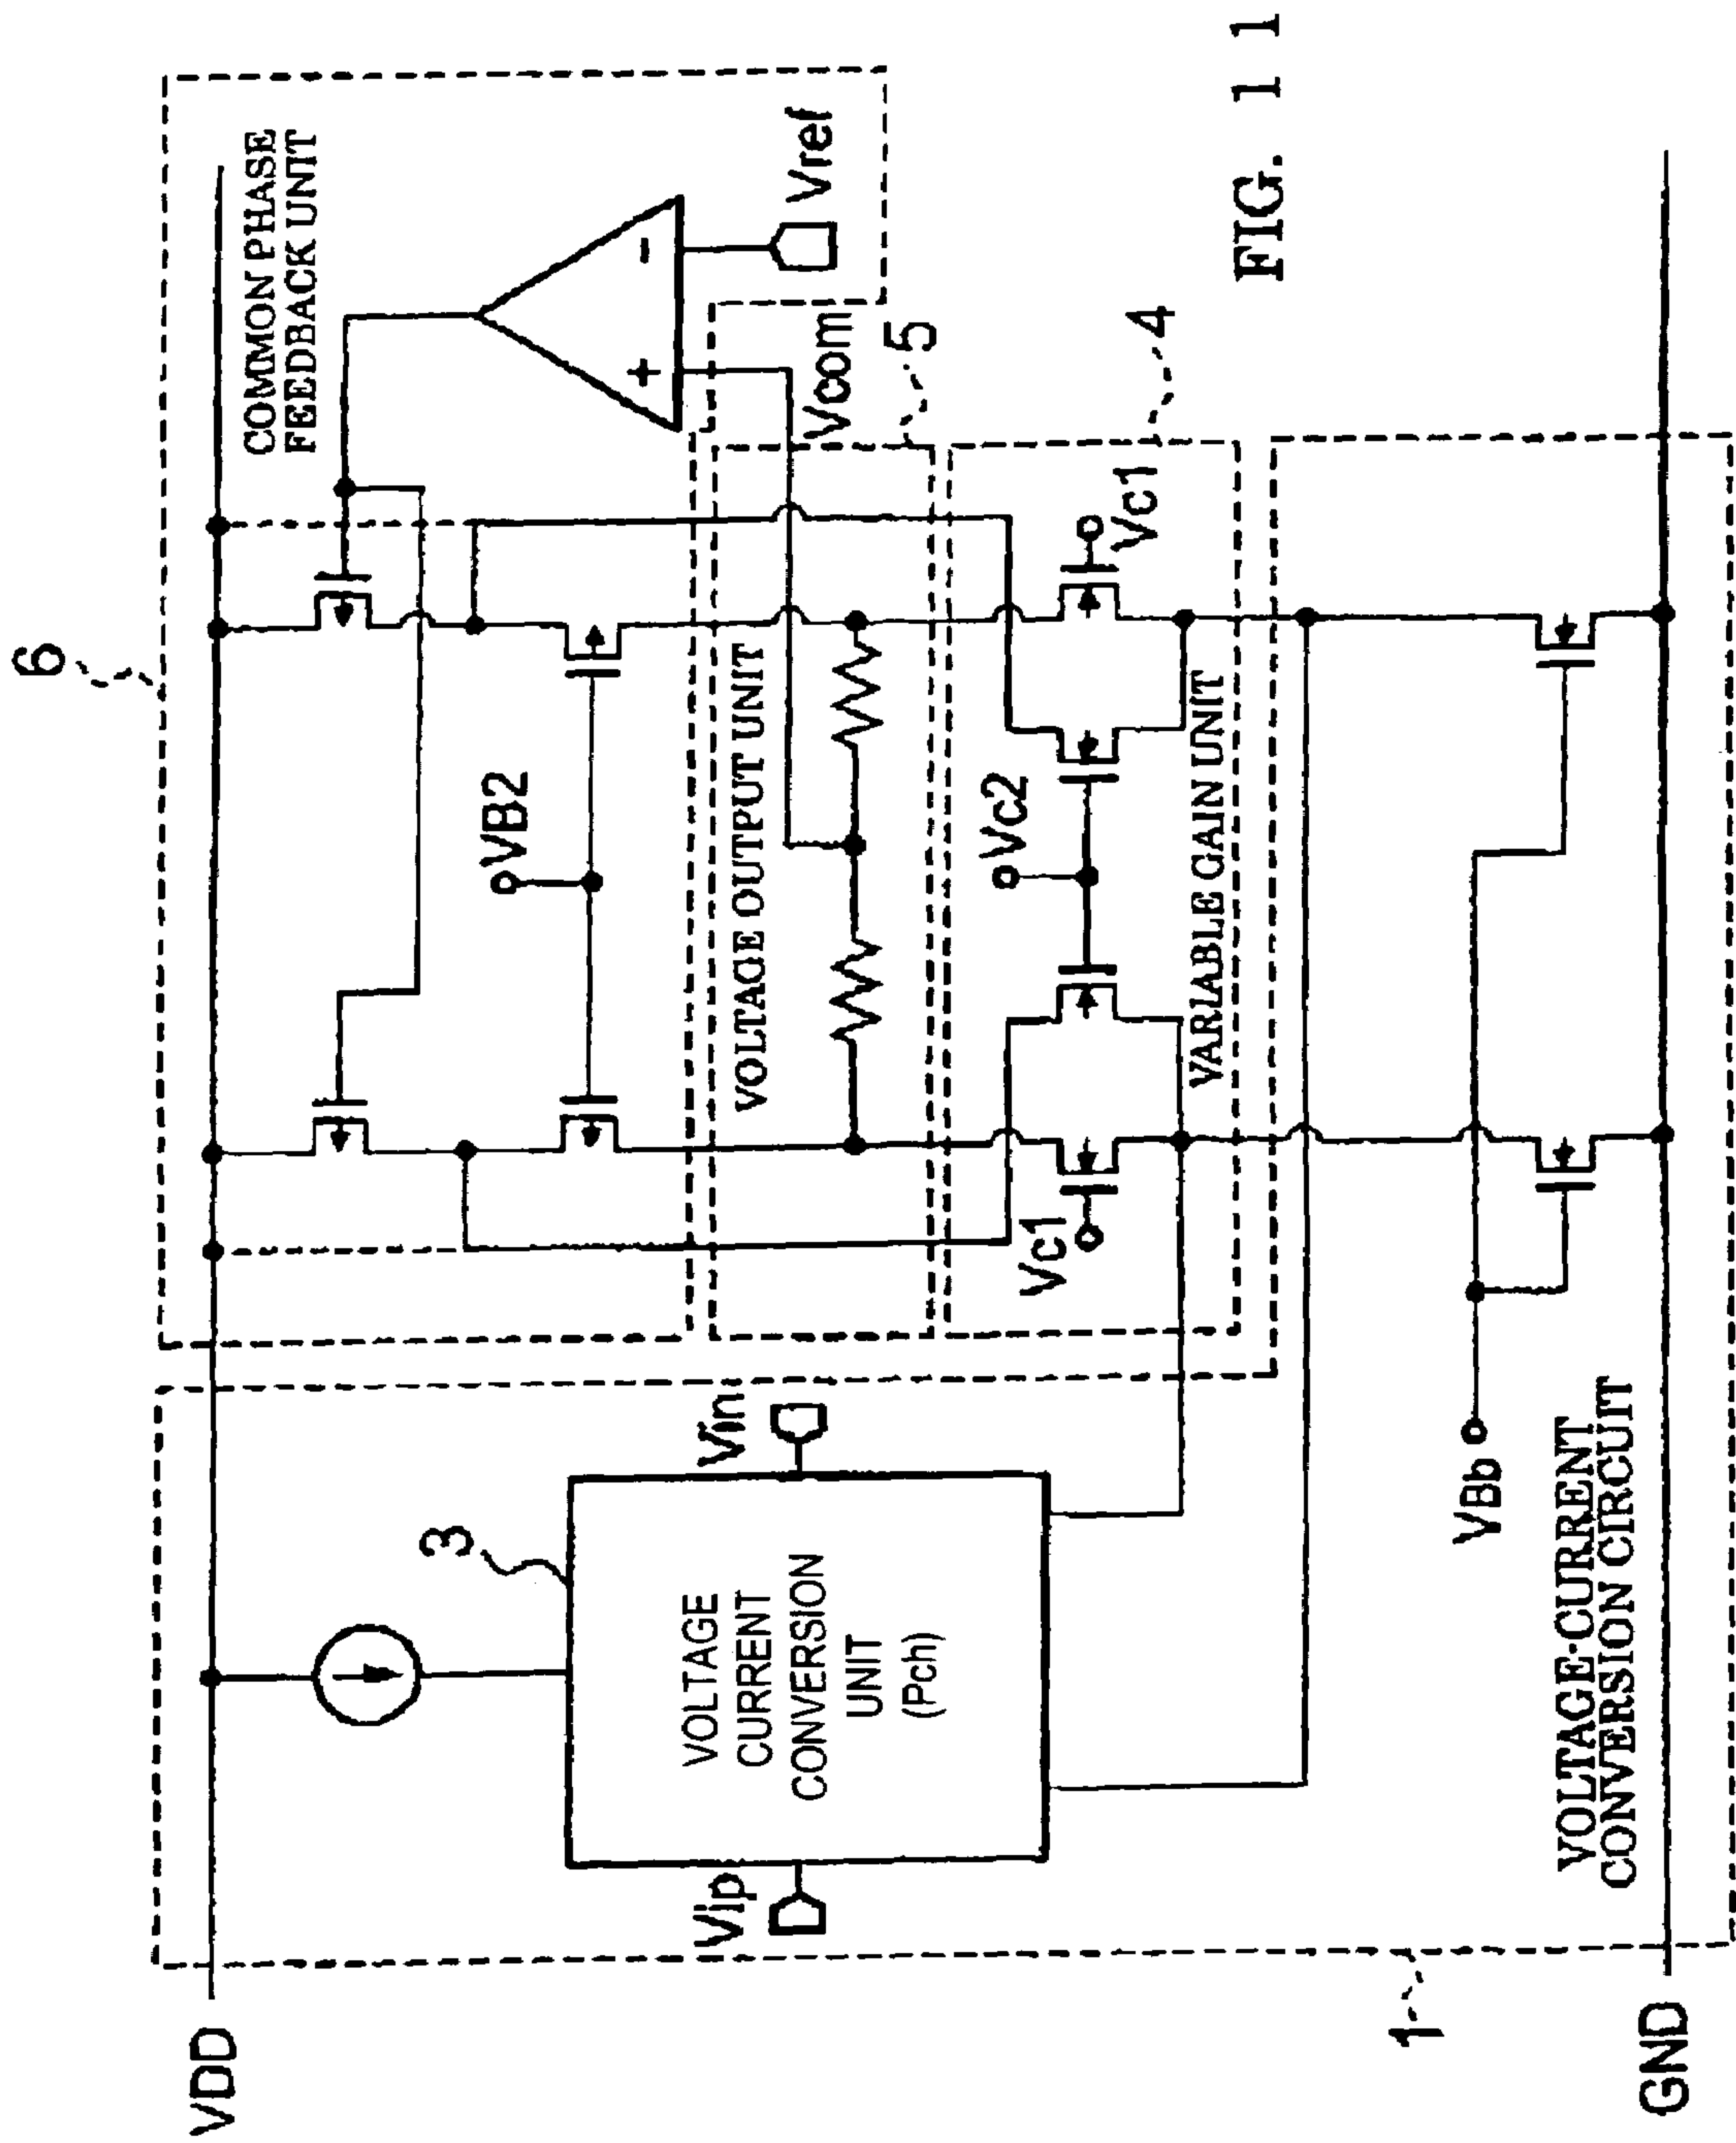 6
VDD
COMMON PHASE
FEEDBACK UNIT
+
-
Vref
Vcom
VB2
3
VOLTAGE
CURRENT
CONVERSION
UNIT
(Pch)
Vip
Vin
VOLTAGE OUTPUT UNIT
5
Vc1
Vc2
Vc1
4
VARIABLE GAIN UNIT
VBb
VOLTAGE-CURRENT
CONVERSION CIRCUIT
1
GND
FIG. 11